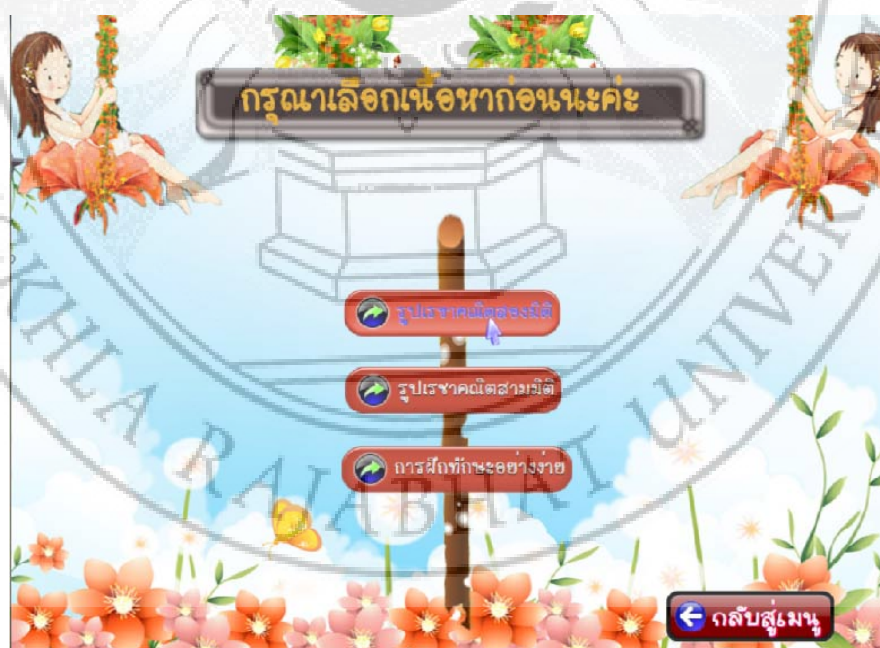 กรุณาเลือกเนื้อหาก่อนนะค่ะ
รูปเรขาคณิตสองมิติ
รูปเรขาคณิตสามมิติ
การฝึกทักษะอย่างง่าย
กลับสู่เมนู
KHLA RAJABHAT UNIVER